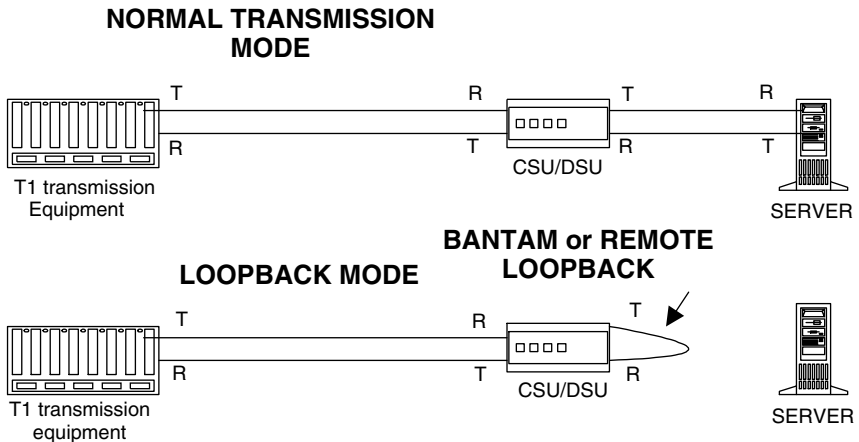 NORMAL TRANSMISSION
MODE
T
R
T
R
R
T
R
T
CSU/DSU
T1 transmission
Equipment
SERVER
BANTAM or REMOTE
LOOPBACK
LOOPBACK MODE
T
R
T
R
T
R
CSU/DSU
T1 transmission
equipment
SERVER